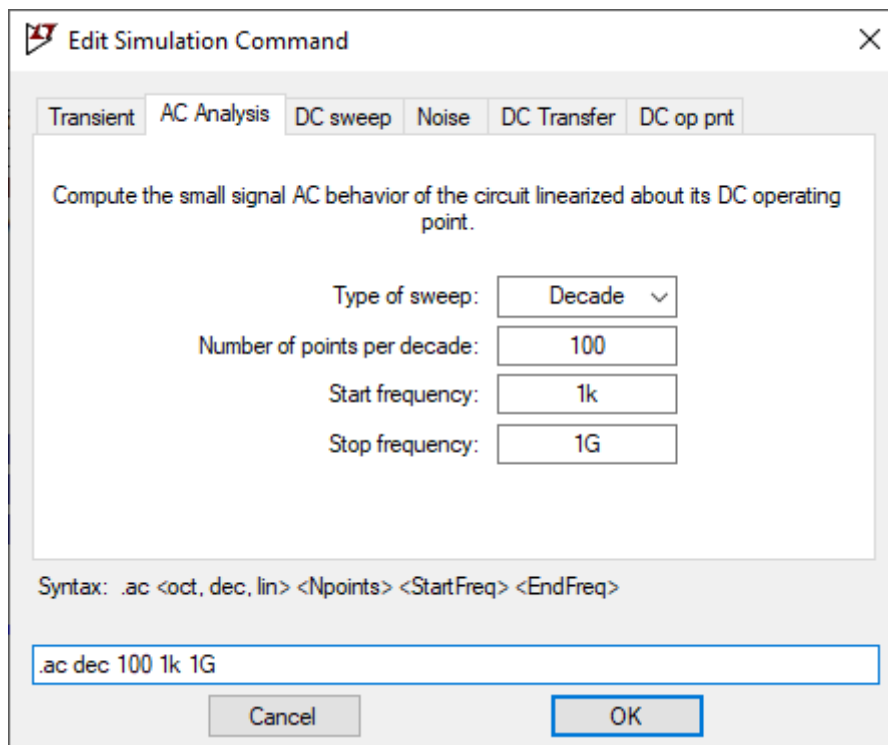 Edit Simulation Command
Transient AC Analysis DC sweep Noise DC Transfer DC op pnt
Compute the small signal AC behavior of the circuit linearized about its DC operating
point.
Type of sweep: Decade
Number of points per decade: 100
Start frequency: 1k
Stop frequency: 1G
Syntax: .ac <oct, dec, lin> <Npoints> <StartFreq> <EndFreq>
.ac dec 100 1k 1G
Cancel OK